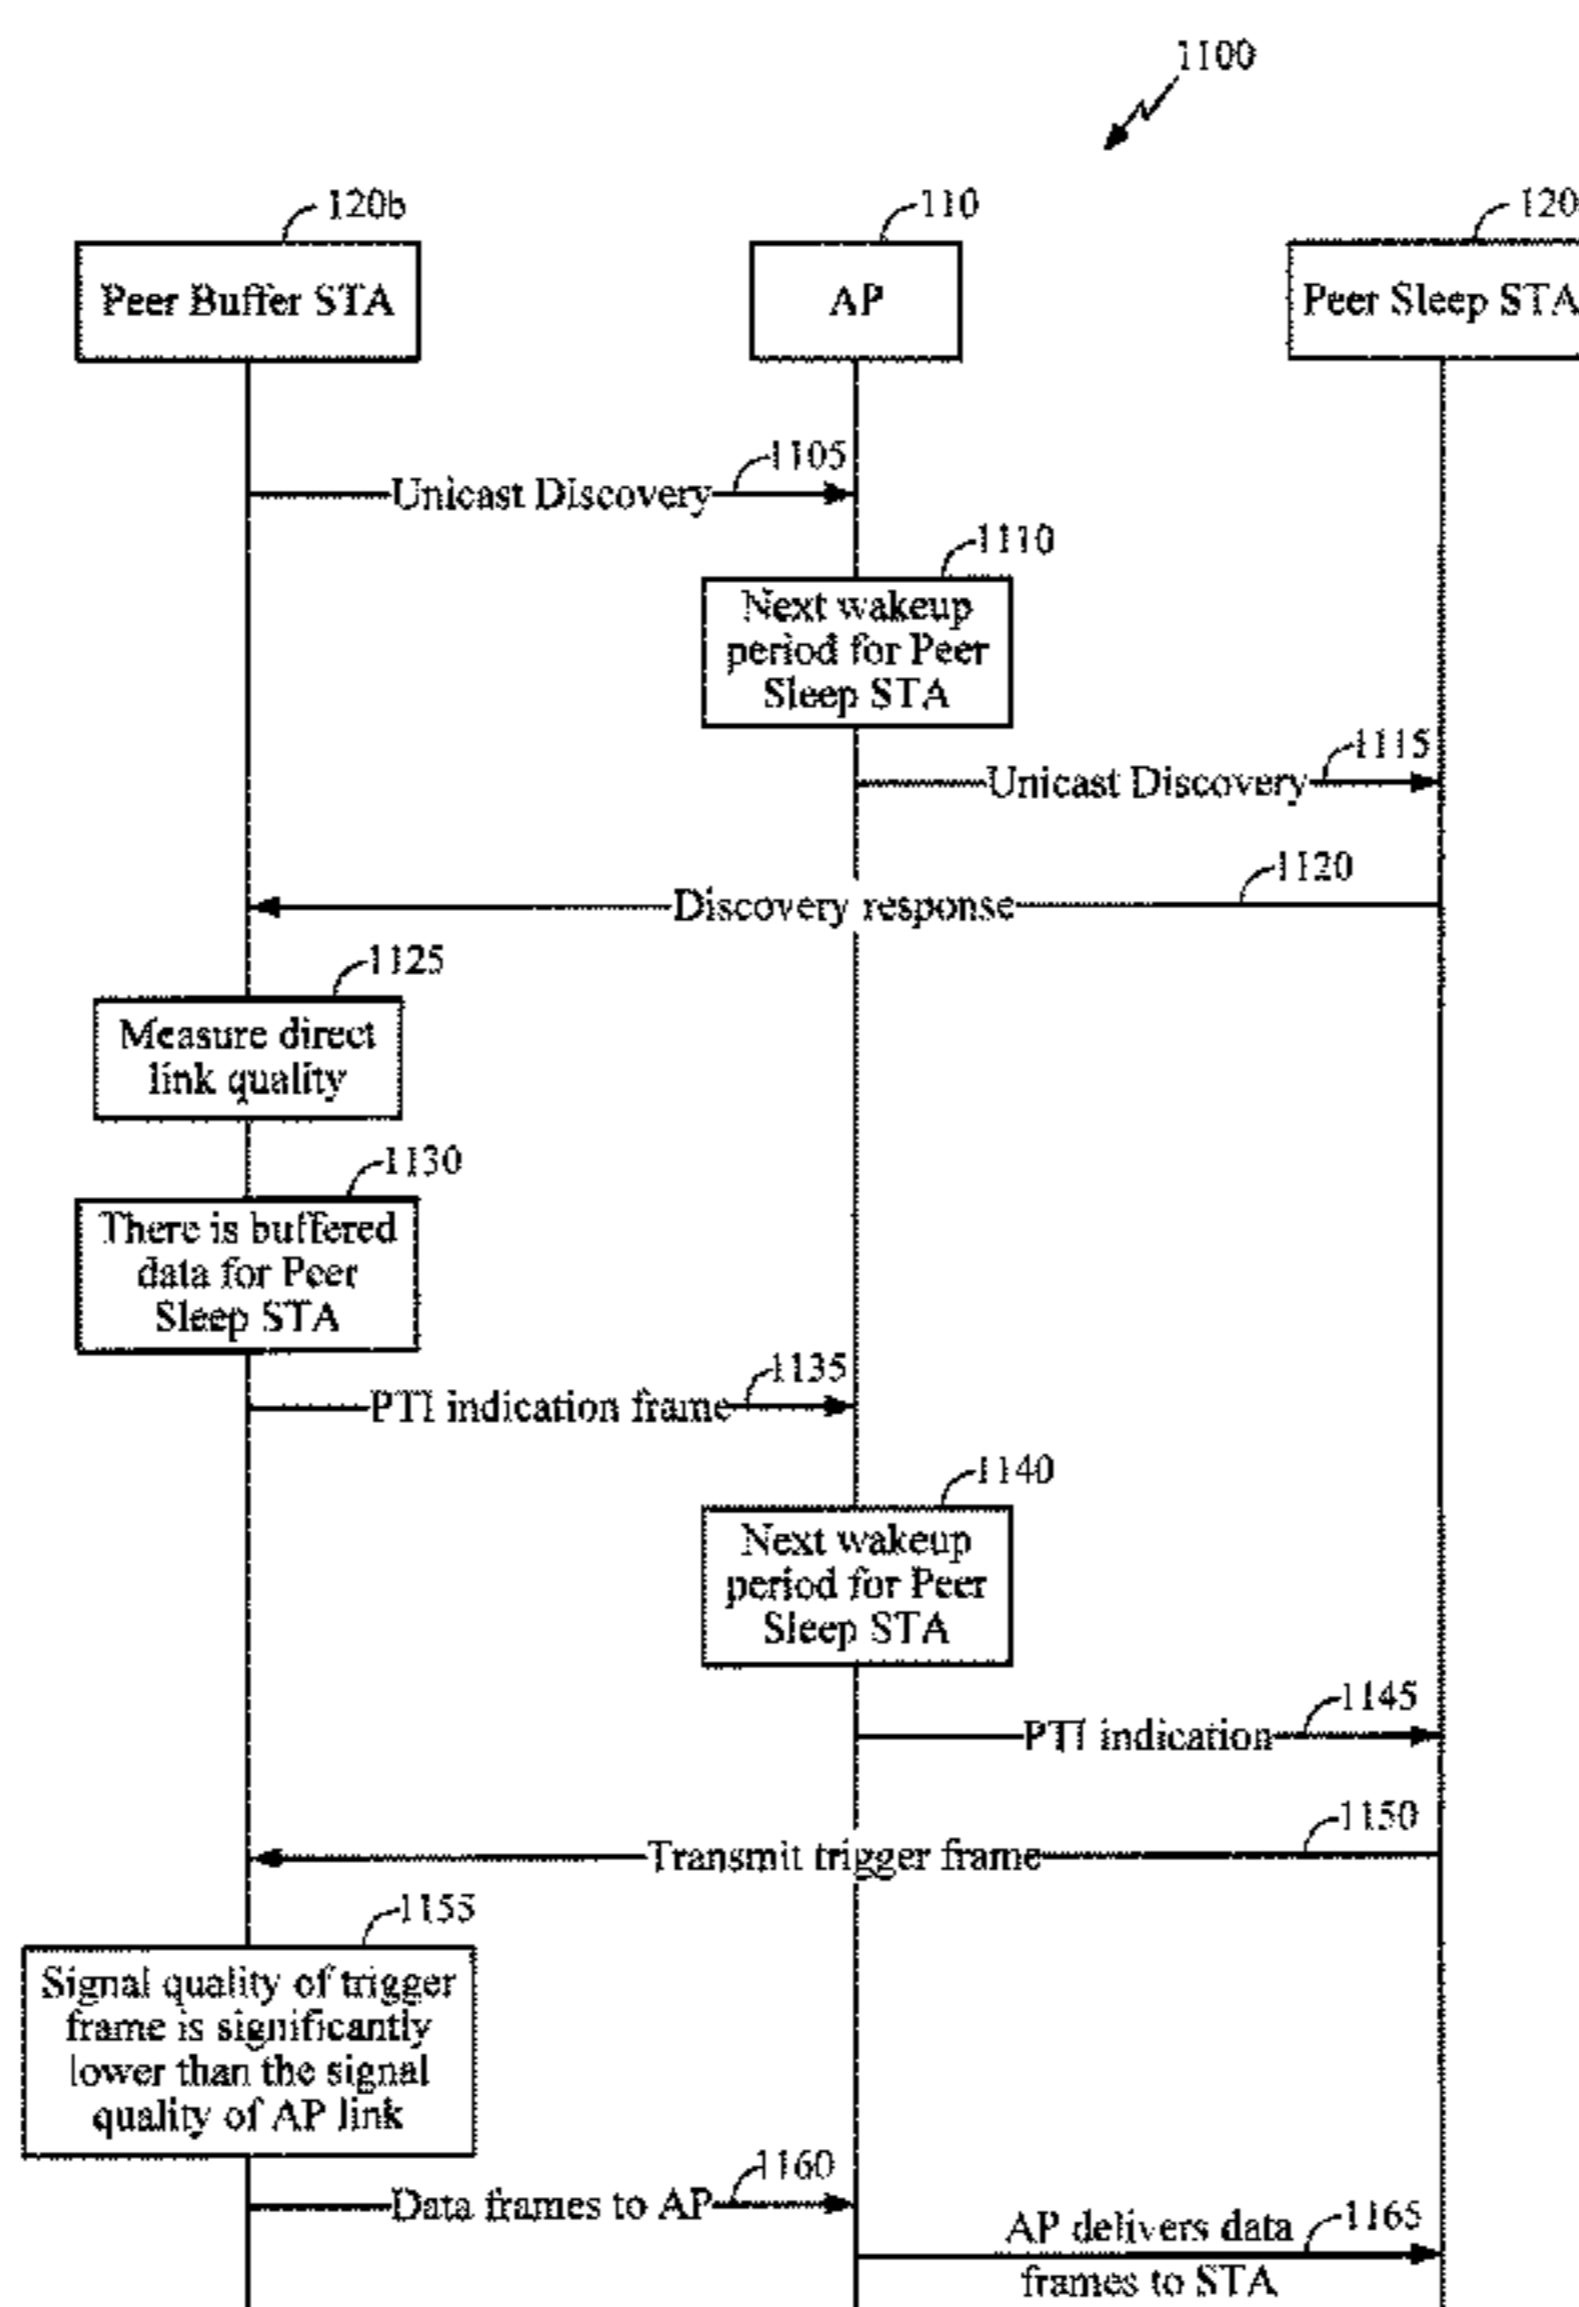 1100
120b
110
120
Peer Buffer STA
AP
Peer Sleep STA
1105
Unicast Discovery
1110
Next wakeup
period for Peer
Sleep STA
1115
Unicast Discovery
1120
Discovery response
1125
Measure direct
link quality
1130
There is buffered
data for Peer
Sleep STA
1135
PTI indication frame
1140
Next wakeup
period for Peer
Sleep STA
1145
PTI indication
1150
Transmit trigger frame
1155
Signal quality of trigger
frame is significantly
lower than the signal
quality of AP link
1160
Data frames to AP
1165
AP delivers data
frames to STA